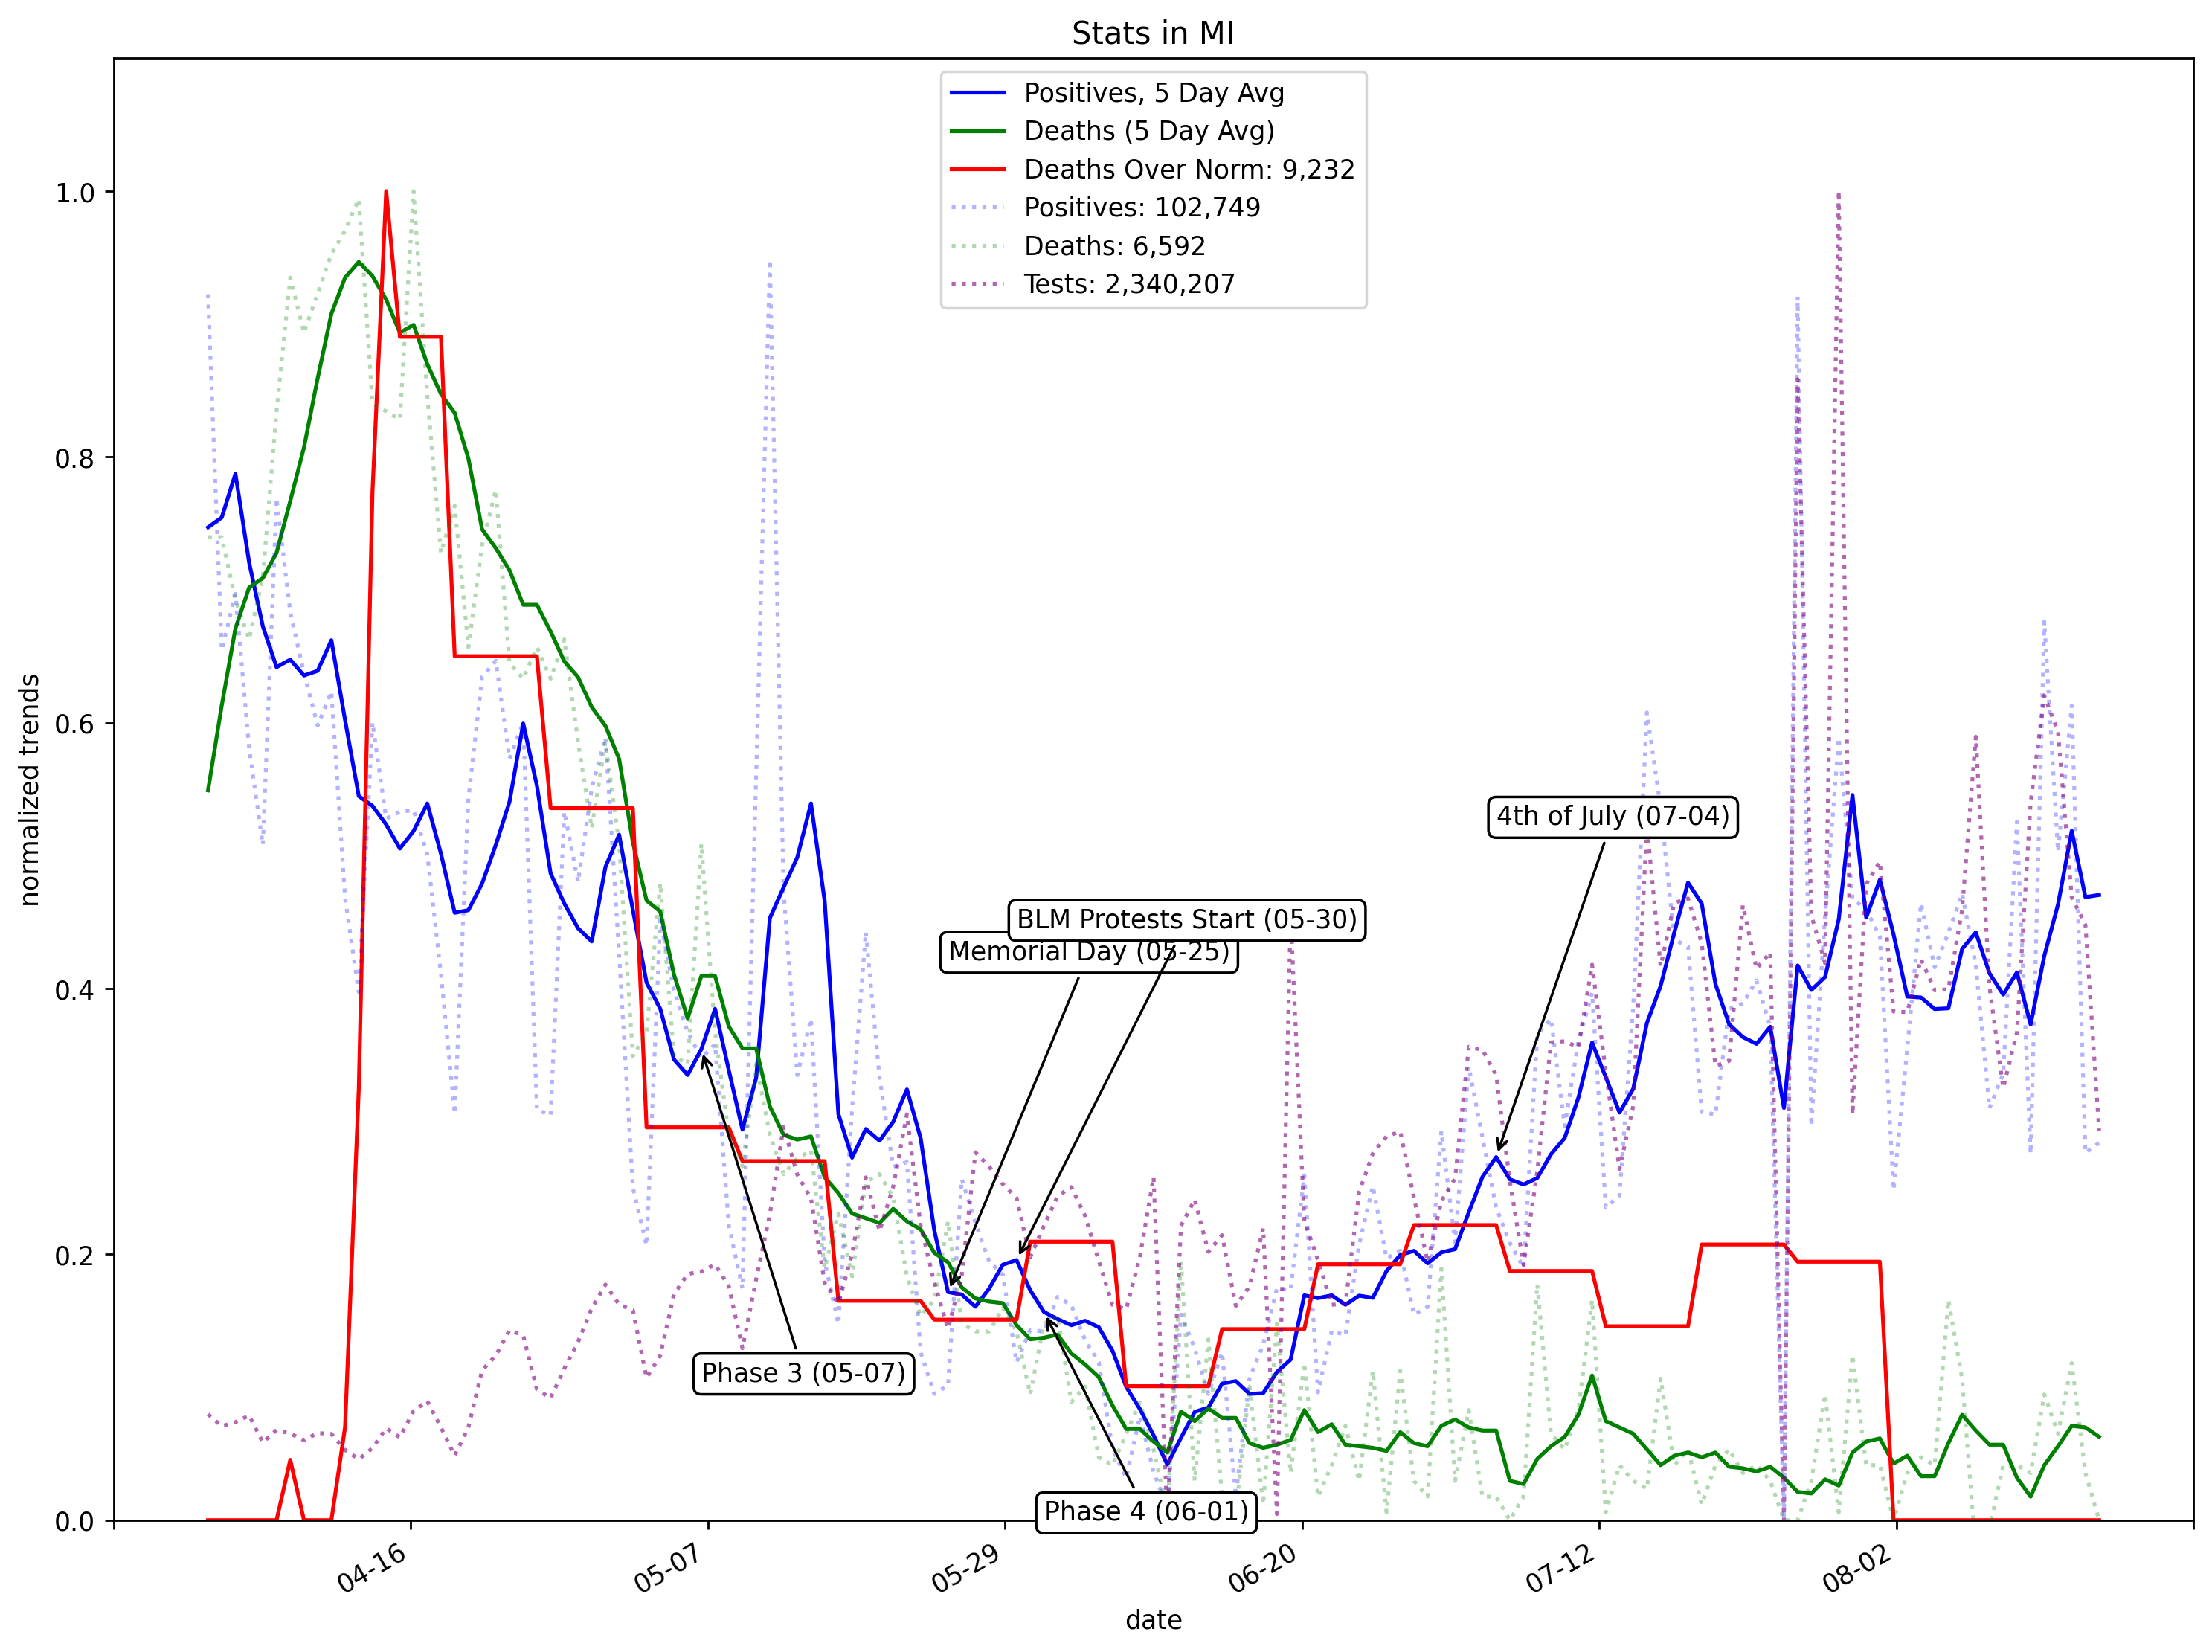 Stats in MI
Positives, 5 Day Avg
Deaths (5 Day Avg)
Deaths Over Norm: 9,232
Positives: 102,749
Deaths: 6,592
Tests: 2,340,207
1.0
0.8
0.6
0.4
0.2
0.0
normalized trends
4th of July (07-04)
BLM Protests Start (05-30)
Memorial Day (05-25)
Phase 3 (05-07)
Phase 4 (06-01)
04-16
05-07
05-29
06-20
07-12
08-02
date